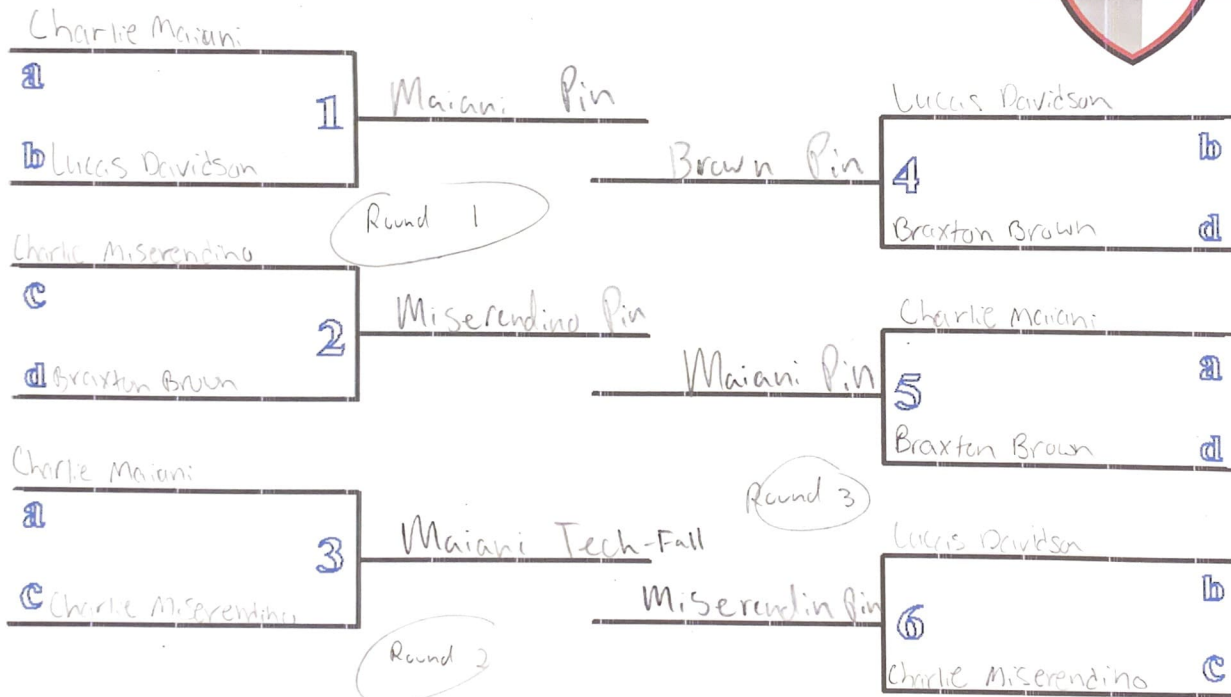 Charlie Maiani
a
1
Maiani Pin
b Lucas Davidson
Round 1
Charlie Miserendino
c
2
Miserendino Pin
d Braxton Brown
Charlie Maiani
a
3
Maiani Tech-Fall
c Charlie Miserendino
Round 2
Lucas Davidson
b
Brown Pin
4
Braxton Brown
d
Charlie Maiani
a
Maiani Pin
5
Braxton Brown
d
Round 3
Lucas Davidson
b
Miserendin Pin
6
Charlie Miserendino
c